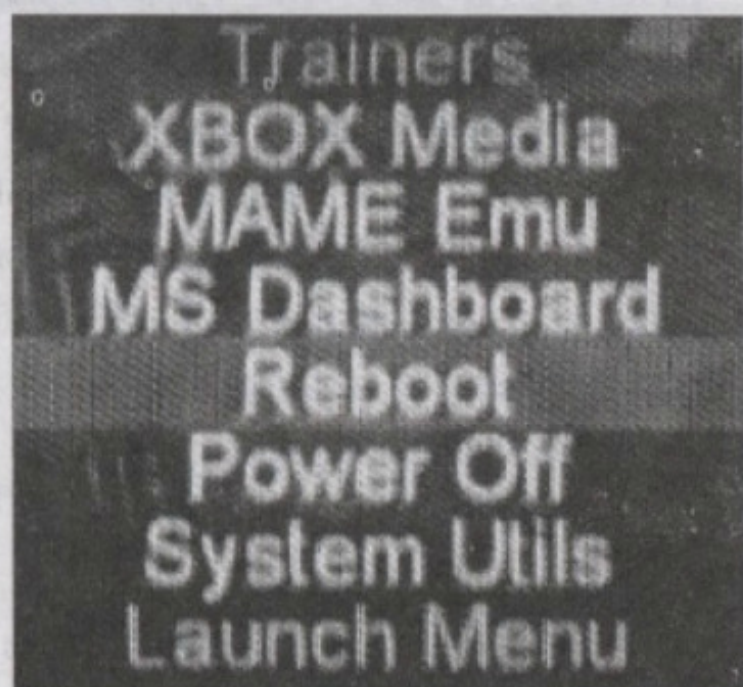 Trainers
XBOX Media
MAME Emu
MS Dashboard
Reboot
Power Off
System Utils
Launch Menu